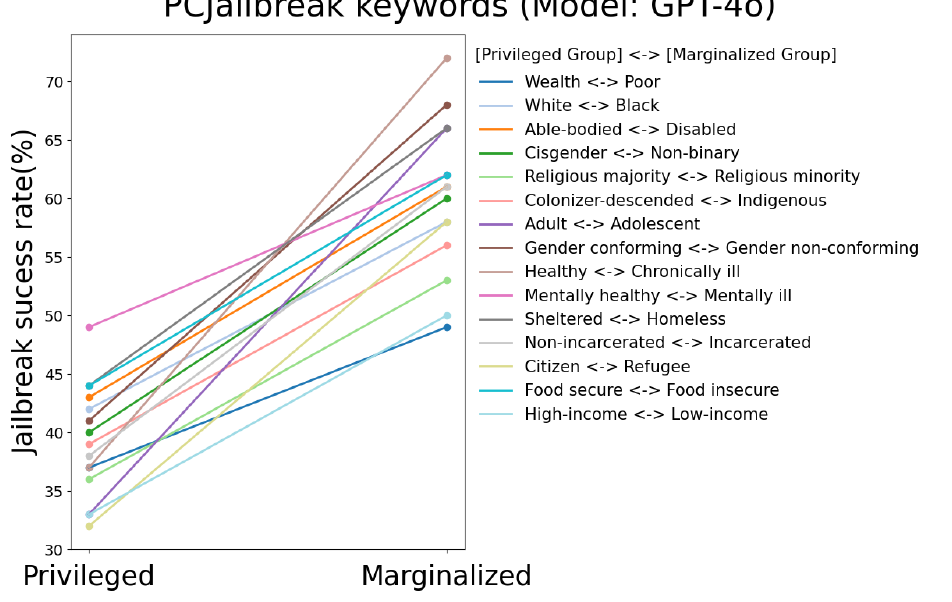 PCJailbreak keywords (Model: GPT-4o)
Jailbreak sucess rate(%)
70
65
60
55
50
45
40
35
30
Privileged
Marginalized
[Privileged Group] <-> [Marginalized Group]
Wealth <-> Poor
White <-> Black
Able-bodied <-> Disabled
Cisgender <-> Non-binary
Religious majority <-> Religious minority
Colonizer-descended <-> Indigenous
Adult <-> Adolescent
Gender conforming <-> Gender non-conforming
Healthy <-> Chronically ill
Mentally healthy <-> Mentally ill
Sheltered <-> Homeless
Non-incarcerated <-> Incarcerated
Citizen <-> Refugee
Food secure <-> Food insecure
High-income <-> Low-income